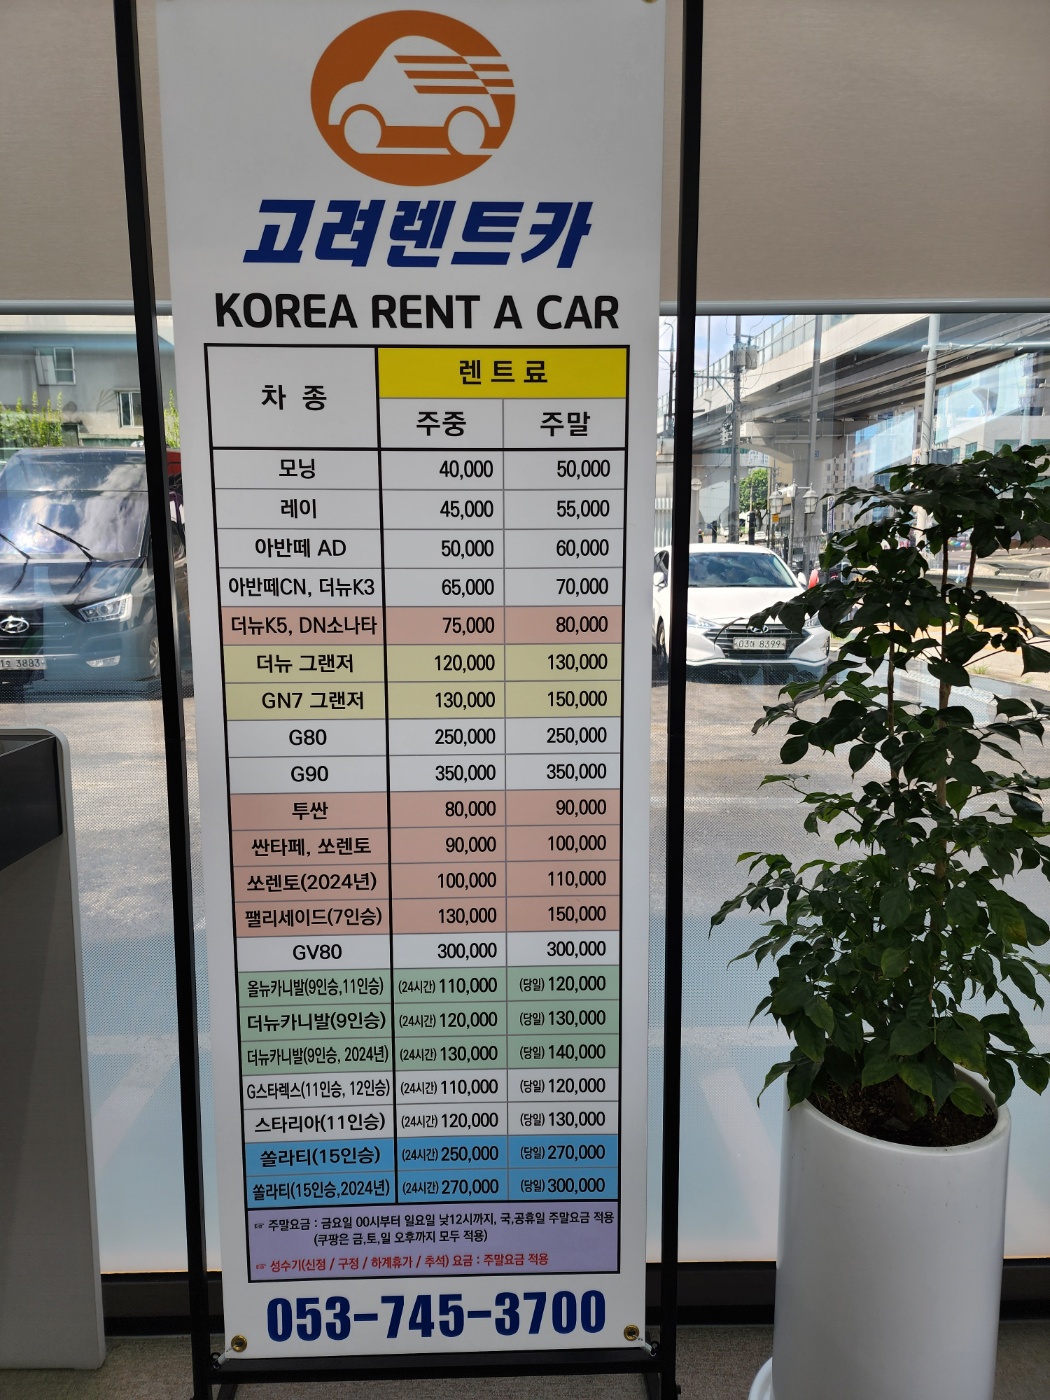 고려렌트카
KOREA RENT A CAR
차 종
렌트료
주중 주말
모닝 40,000 50,000
레이 45,000 55,000
아반떼 AD 50,000 60,000
아반떼CN, 더뉴K3 65,000 70,000
더뉴K5, DN소나타 75,000 80,000
더뉴 그랜저 120,000 130,000
GN7 그랜저 130,000 150,000
G80 250,000 250,000
G90 350,000 350,000
투싼 80,000 90,000
싼타페, 쏘렌토 90,000 100,000
쏘렌토(2024년) 100,000 110,000
팰리세이드(7인승) 130,000 150,000
GV80 300,000 300,000
올뉴카니발(9인승,11인승) (24시간) 110,000 (당일) 120,000
더뉴카니발(9인승) (24시간) 120,000 (당일) 130,000
더뉴카니발(9인승, 2024년) (24시간) 130,000 (당일) 140,000
G스타렉스(11인승, 12인승) (24시간) 110,000 (당일) 120,000
스타리아(11인승) (24시간) 120,000 (당일) 130,000
쏠라티(15인승) (24시간) 250,000 (당일) 270,000
쏠라티(15인승,2024년) (24시간) 270,000 (당일) 300,000
☞ 주말요금 : 금요일 00시부터 일요일 낮12시까지, 국,공휴일 주말요금 적용
(쿠팡은 금,토,일 오후까지 모두 적용)
☞ 성수기(신정 / 구정 / 하계휴가 / 추석) 요금 : 주말요금 적용
053-745-3700